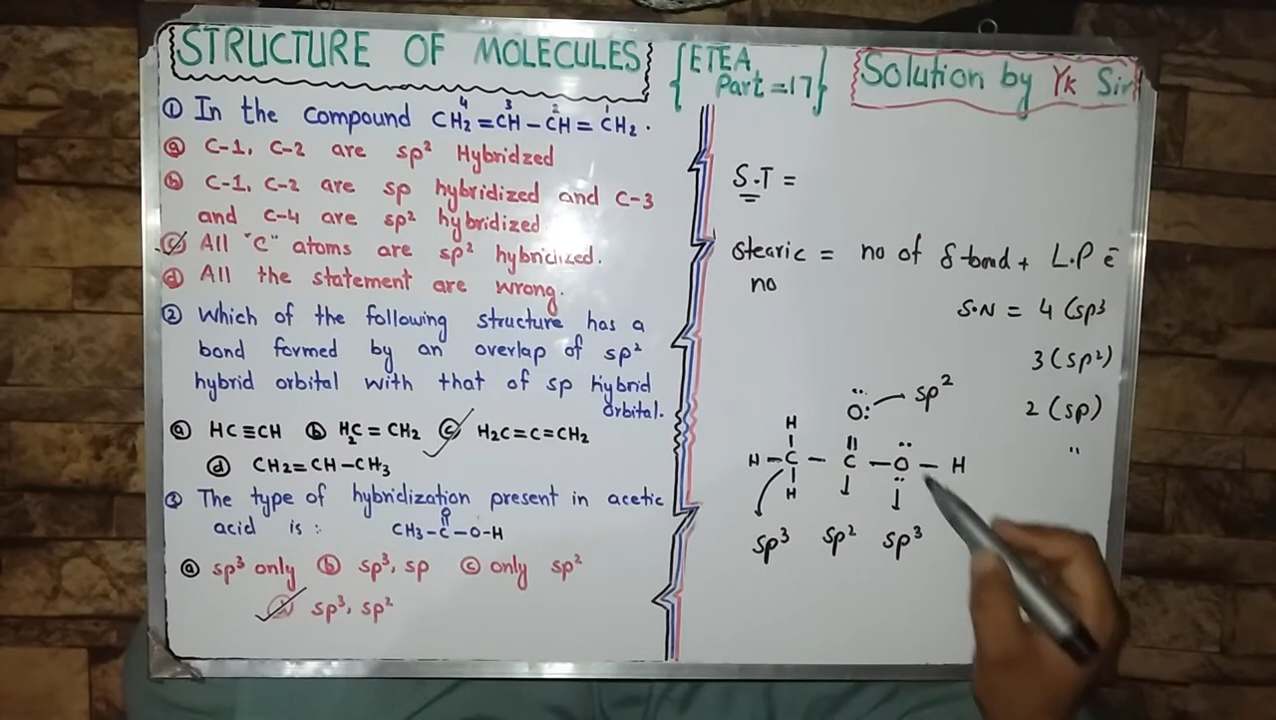 STRUCTURE OF MOLECULES
{ETEA
Part = 17}
Solution by Yk Sir
① In the compound CH₂ = CH – CH = CH₂ .
4 3 2 1
ⓐ C-1, C-2 are sp² Hybridzed
ⓑ C-1, C-2 are sp hybridized and C-3
and C-4 are sp² hybridized
ⓒ All "C" atoms are sp² hybridized.
ⓓ All the statement are wrong.
② Which of the following structure has a
bond formed by an overlap of sp²
hybrid orbital with that of sp hybrid
orbital.
ⓐ HC≡CH ⓑ H₂C = CH₂ ⓒ H₂C=C=CH₂
ⓓ CH₂=CH–CH₃
③ The type of hybridization present in acetic
acid is : CH₃–C–O–H
O
ⓐ sp³ only ⓑ sp³, sp ⓒ only sp²
ⓓ sp³, sp²
S.T =
stearic = no of δ-bond + L.P ē
no
S.N = 4 (sp³
3 (sp²)
2 (sp)
"
O: — sp²
H
H – C – C – O – H
H
sp³ sp² sp³